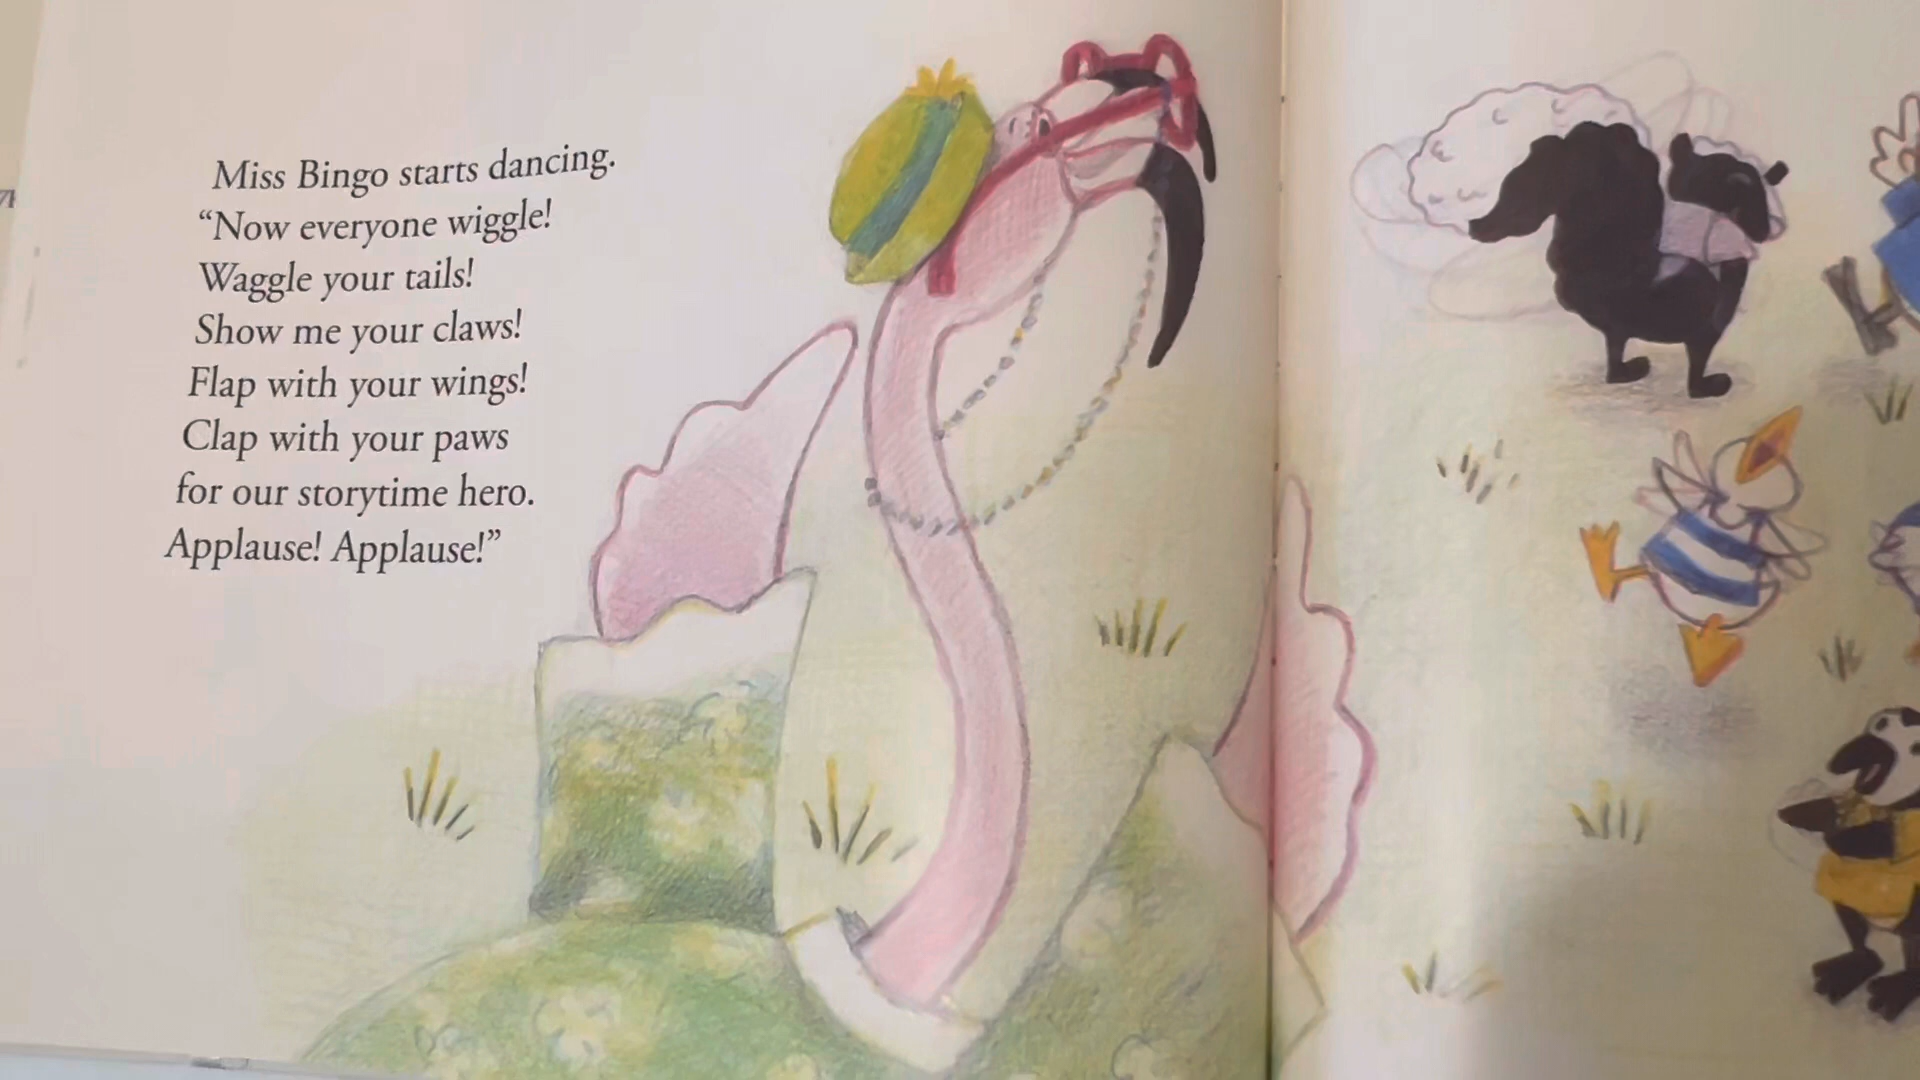 Miss Bingo starts dancing.
“Now everyone wiggle!
Waggle your tails!
Show me your claws!
Flap with your wings!
Clap with your paws
for our storytime hero.
Applause! Applause!”